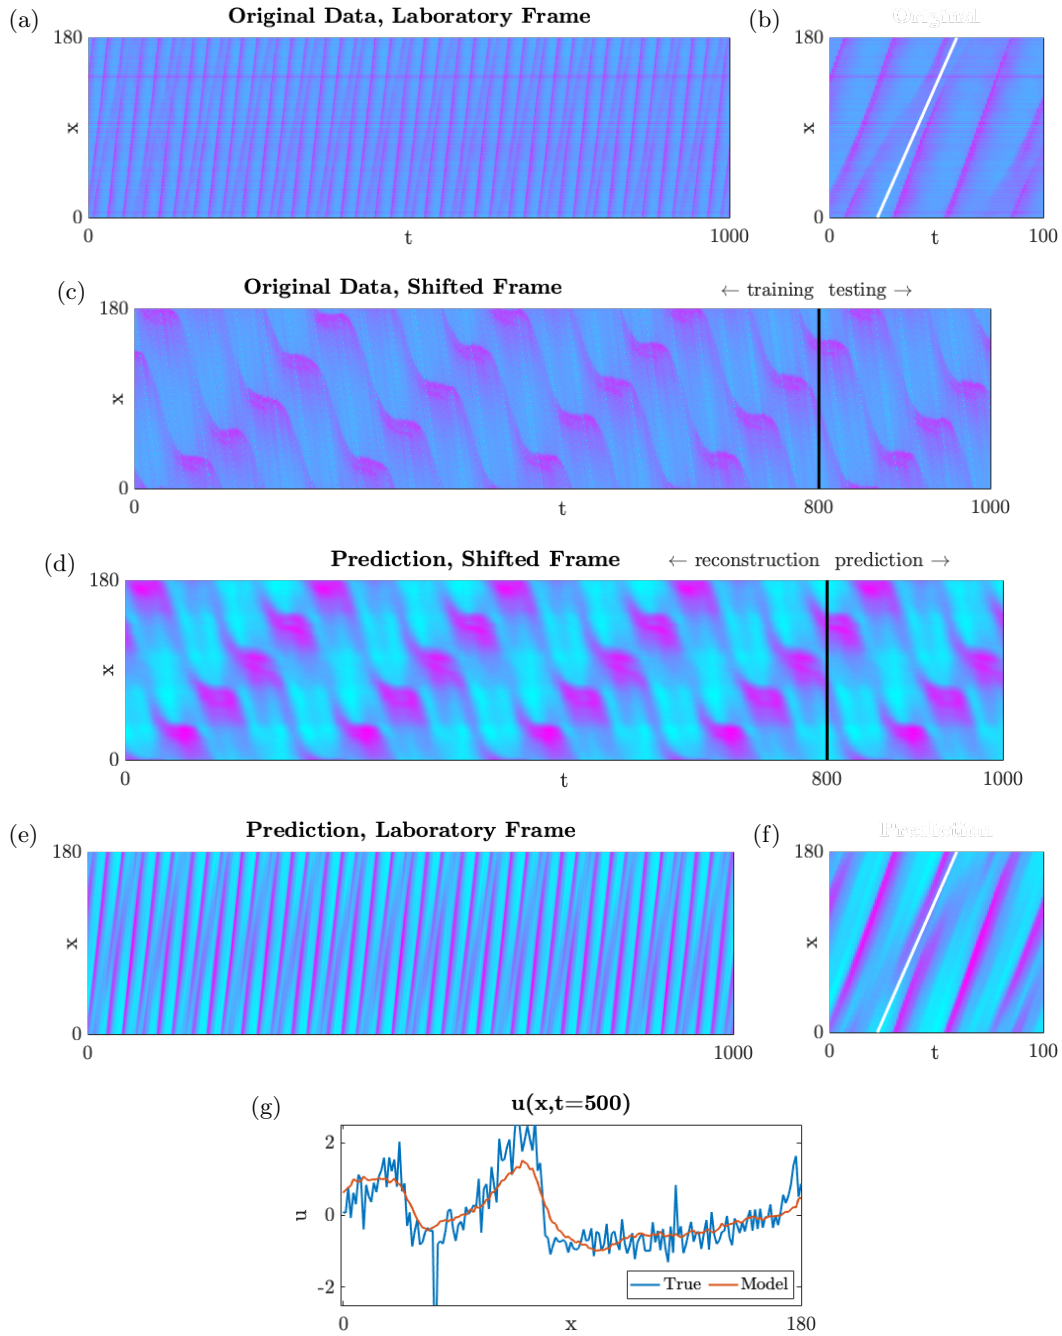 (a) Original Data, Laboratory Frame
180
x
0
0 t 1000
(b) Original
180
0
0 t 100
(c) Original Data, Shifted Frame ← training testing →
180
x
0
0 t 800 1000
(d) Prediction, Shifted Frame ← reconstruction prediction →
180
x
0
0 t 800 1000
(e) Prediction, Laboratory Frame
180
x
0
0 1000
(f) Prediction
180
x
0
0 t 100
(g) u(x,t=500)
2
0
u
-2
True Model
0 x 180